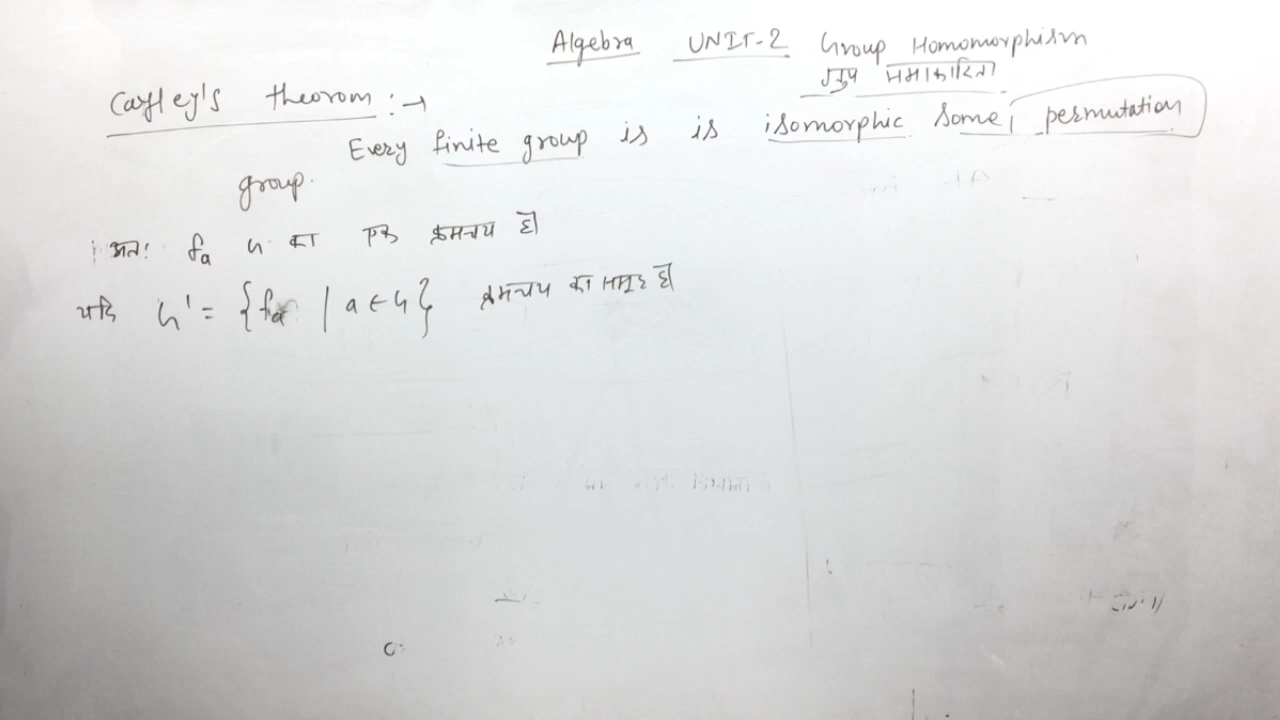 Algebra UNIT-2 Group Homomorphism
ग्रुप समाकारिता
Cayley's theorom :→
Every finite group is is isomorphic some permutation
group.
अतः fa G का एक क्रमचय है।
यदि G' = {fa | a ∈ G} क्रमचय का समूह है।